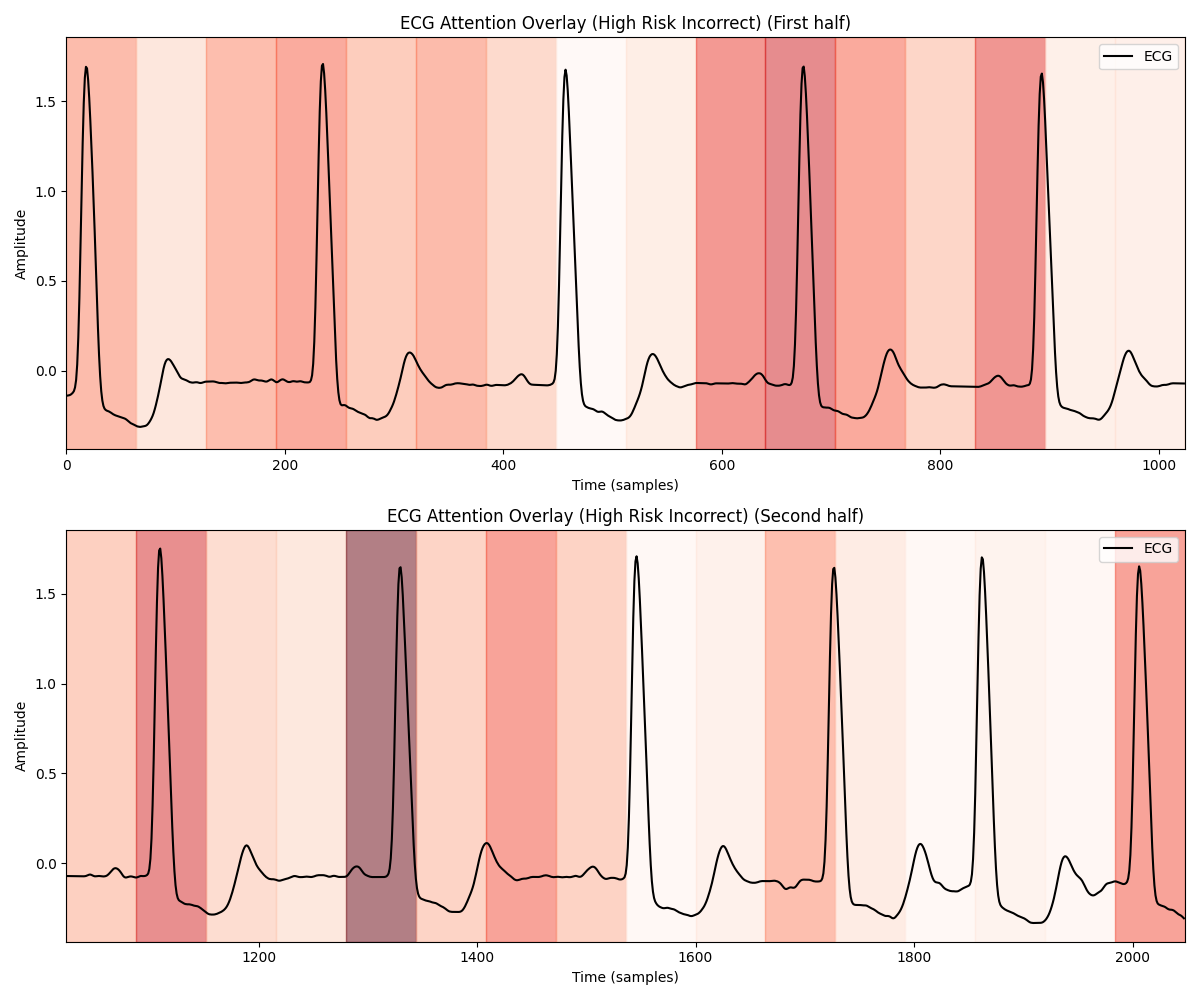 ECG Attention Overlay (High Risk Incorrect) (First half)
ECG
Amplitude
1.5
1.0
0.5
0.0
0 200 400 600 800 1000
Time (samples)
ECG Attention Overlay (High Risk Incorrect) (Second half)
ECG
Amplitude
1.5
1.0
0.5
0.0
1200 1400 1600 1800 2000
Time (samples)